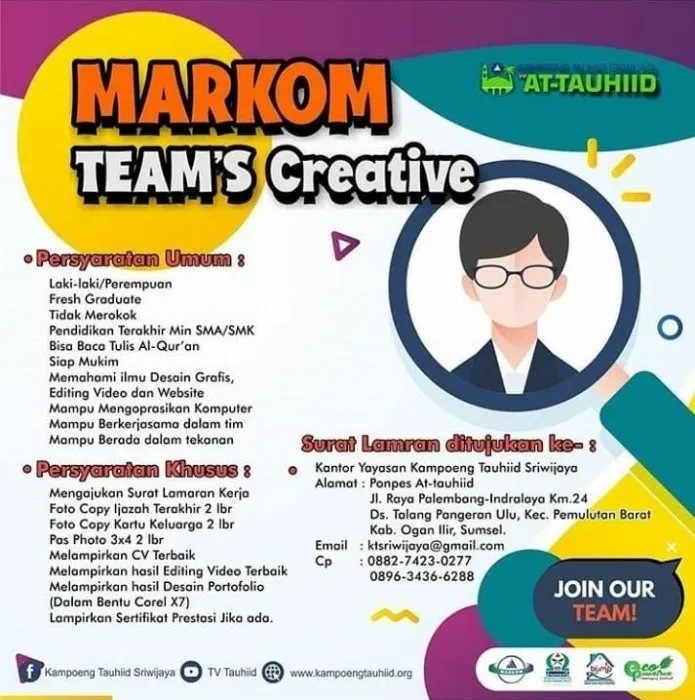 MARKOM
TEAM'S Creative
AT-TAUHIID
• Persyaratan Umum :
Laki-laki/Perempuan
Fresh Graduate
Tidak Merokok
Pendidikan Terakhir Min SMA/SMK
Bisa Baca Tulis Al-Qur'an
Siap Mukim
Memahami ilmu Desain Grafis,
Editing Video dan Website
Mampu Mengoprasikan Komputer
Mampu Berkerjasama dalam tim
Mampu Berada dalam tekanan
• Persyaratan Khusus :
Mengajukan Surat Lamaran Kerja
Foto Copy Ijazah Terakhir 2 lbr
Foto Copy Kartu Keluarga 2 lbr
Pas Photo 3x4 2 lbr
Melampirkan CV Terbaik
Melampirkan hasil Editing Video Terbaik
Melampirkan hasil Desain Portofolio
(Dalam Bentu Corel X7)
Lampirkan Sertifikat Prestasi Jika ada.
Surat Lamran ditujukan ke- :
• Kantor Yayasan Kampoeng Tauhiid Sriwijaya
Alamat : Ponpes At-tauhiid
Jl. Raya Palembang-Indralaya Km.24
Ds. Talang Pangeran Ulu, Kec. Pemulutan Barat
Kab. Ogan Ilir, Sumsel.
Email : ktsriwijaya@gmail.com
Cp : 0882-7423-0277
0896-3436-6288
JOIN OUR
TEAM!
Kampoeng Tauhiid Sriwijaya
TV Tauhiid
www.kampoengtauhiid.org